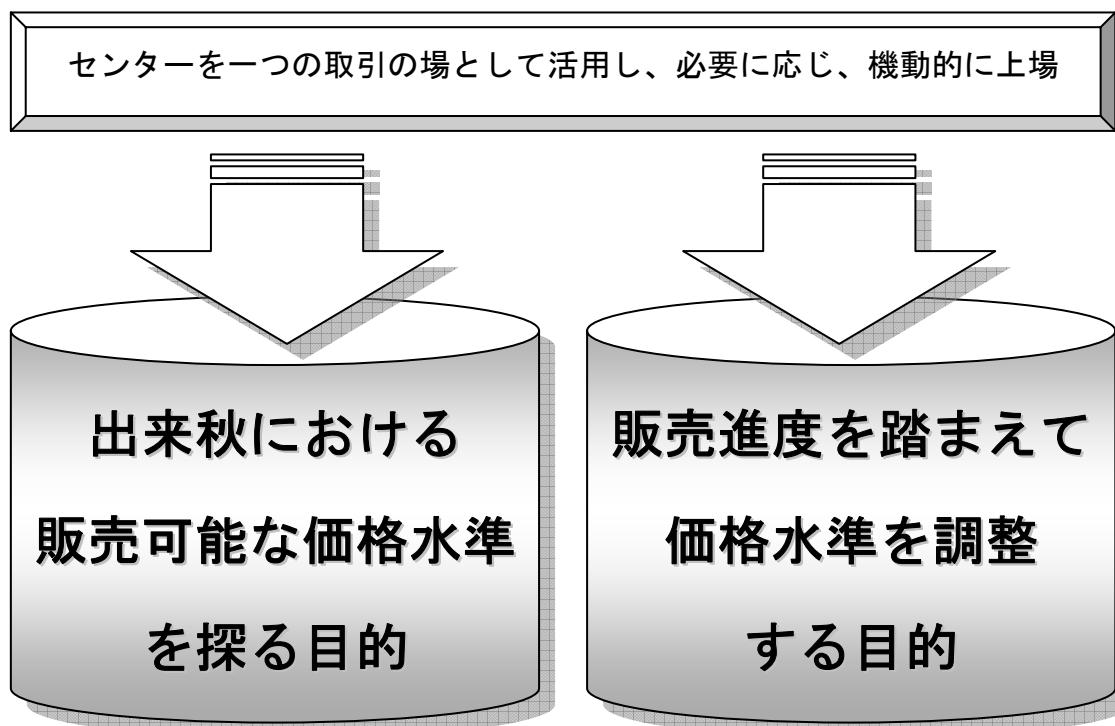 センターを一つの取引の場として活用し、必要に応じ、機動的に上場
出来秋における
販売可能な価格水準
を探る目的
販売進度を踏まえて
価格水準を調整
する目的